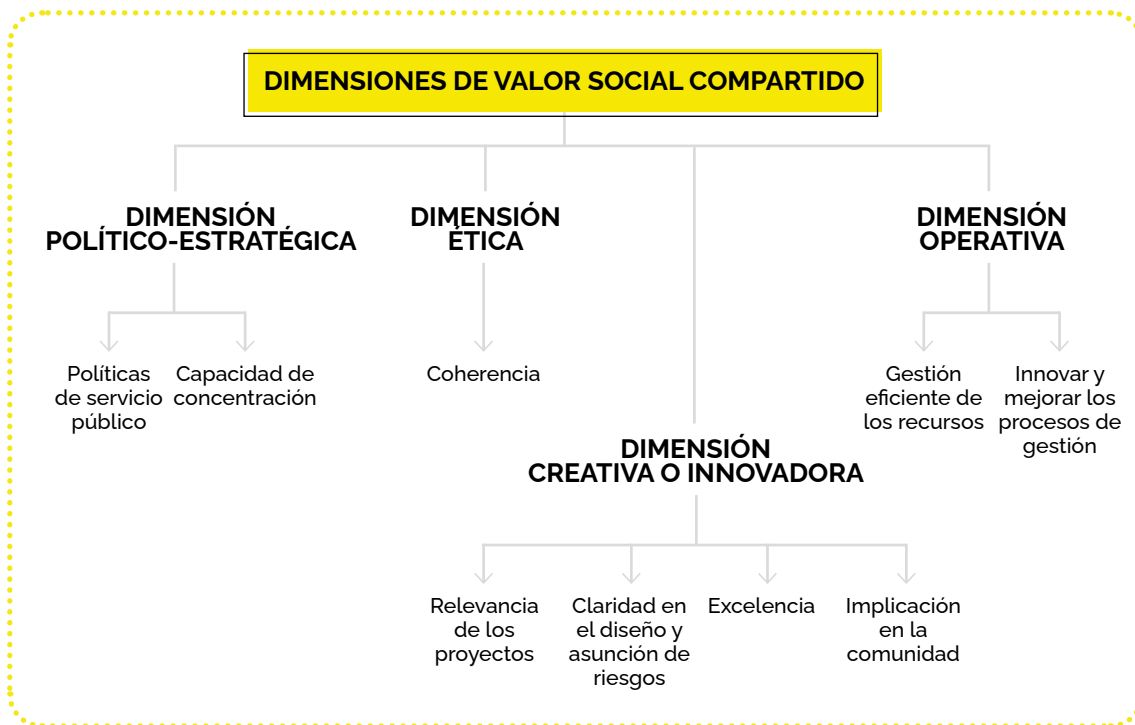 DIMENSIONES DE VALOR SOCIAL COMPARTIDO
DIMENSIÓN
POLÍTICO-ESTRATÉGICA
DIMENSIÓN
ÉTICA
DIMENSIÓN
OPERATIVA
Políticas
de servicio
público
Capacidad de
concentración
Coherencia
Gestión
eficiente de
los recursos
Innovar y
mejorar los
procesos de
gestión
DIMENSIÓN
CREATIVA O INNOVADORA
Relevancia
de los
proyectos
Claridad en
el diseño y
asunción de
riesgos
Excelencia
Implicación
en la
comunidad